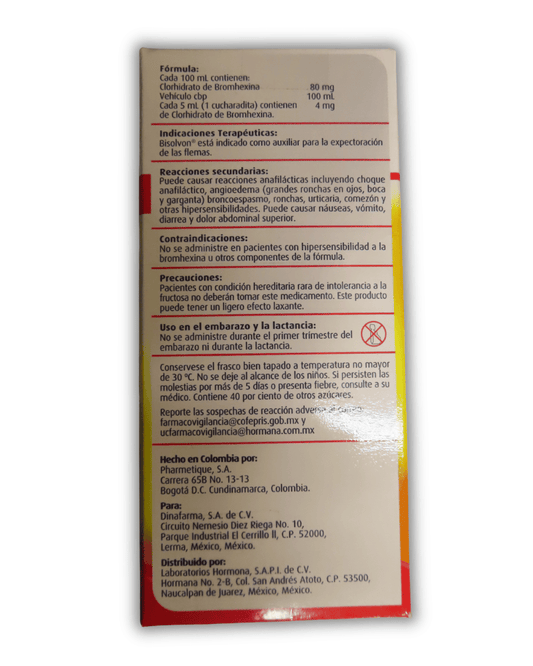 Fórmula:
Cada 100 mL contienen:
Clorhidrato de Bromhexina 80 mg
Vehículo cbp 100 mL
Cada 5 mL (1 cucharadita) contienen 4 mg
de Clorhidrato de Bromhexina.
Indicaciones Terapéuticas:
Bisolvon® está indicado como auxiliar para la expectoración
de las flemas.
Reacciones secundarias:
Puede causar reacciones anafilácticas incluyendo choque
anafiláctico, angioedema (grandes ronchas en ojos, boca
y garganta) broncoespasmo, ronchas, urticaria, comezón y
otras hipersensibilidades. Puede causar náuseas, vómito,
diarrea y dolor abdominal superior.
Contraindicaciones:
No se administre en pacientes con hipersensibilidad a la
bromhexina u otros componentes de la fórmula.
Precauciones:
Pacientes con condición hereditaria rara de intolerancia a la
fructosa no deberán tomar este medicamento. Este producto
puede tener un ligero efecto laxante.
Uso en el embarazo y la lactancia:
No se administre durante el primer trimestre del
embarazo ni durante la lactancia.
Conservese el frasco bien tapado a temperatura no mayor
de 30 ºC. No se deje al alcance de los niños. Si persisten las
molestias por más de 5 días o presenta fiebre, consulte a su
médico. Contiene 40 por ciento de otros azúcares.
Reporte las sospechas de reacción adversa al correo:
farmacovigilancia@cofepris.gob.mx y
ucfarmacovigilancia@hormana.com.mx
Hecho en Colombia por:
Pharmetique, S.A.
Carrera 65B No. 13-13
Bogotá D.C. Cundinamarca, Colombia.
Para:
Dinafarma, S.A. de C.V.
Circuito Nemesio Diez Riega No. 10,
Parque Industrial El Cerrillo II, C.P. 52000,
Lerma, México, México.
Distribuido por:
Laboratorios Hormona, S.A.P.I. de C.V.
Hormana No. 2-B, Col. San Andrés Atoto, C.P. 53500,
Naucalpan de Juarez, México, México.